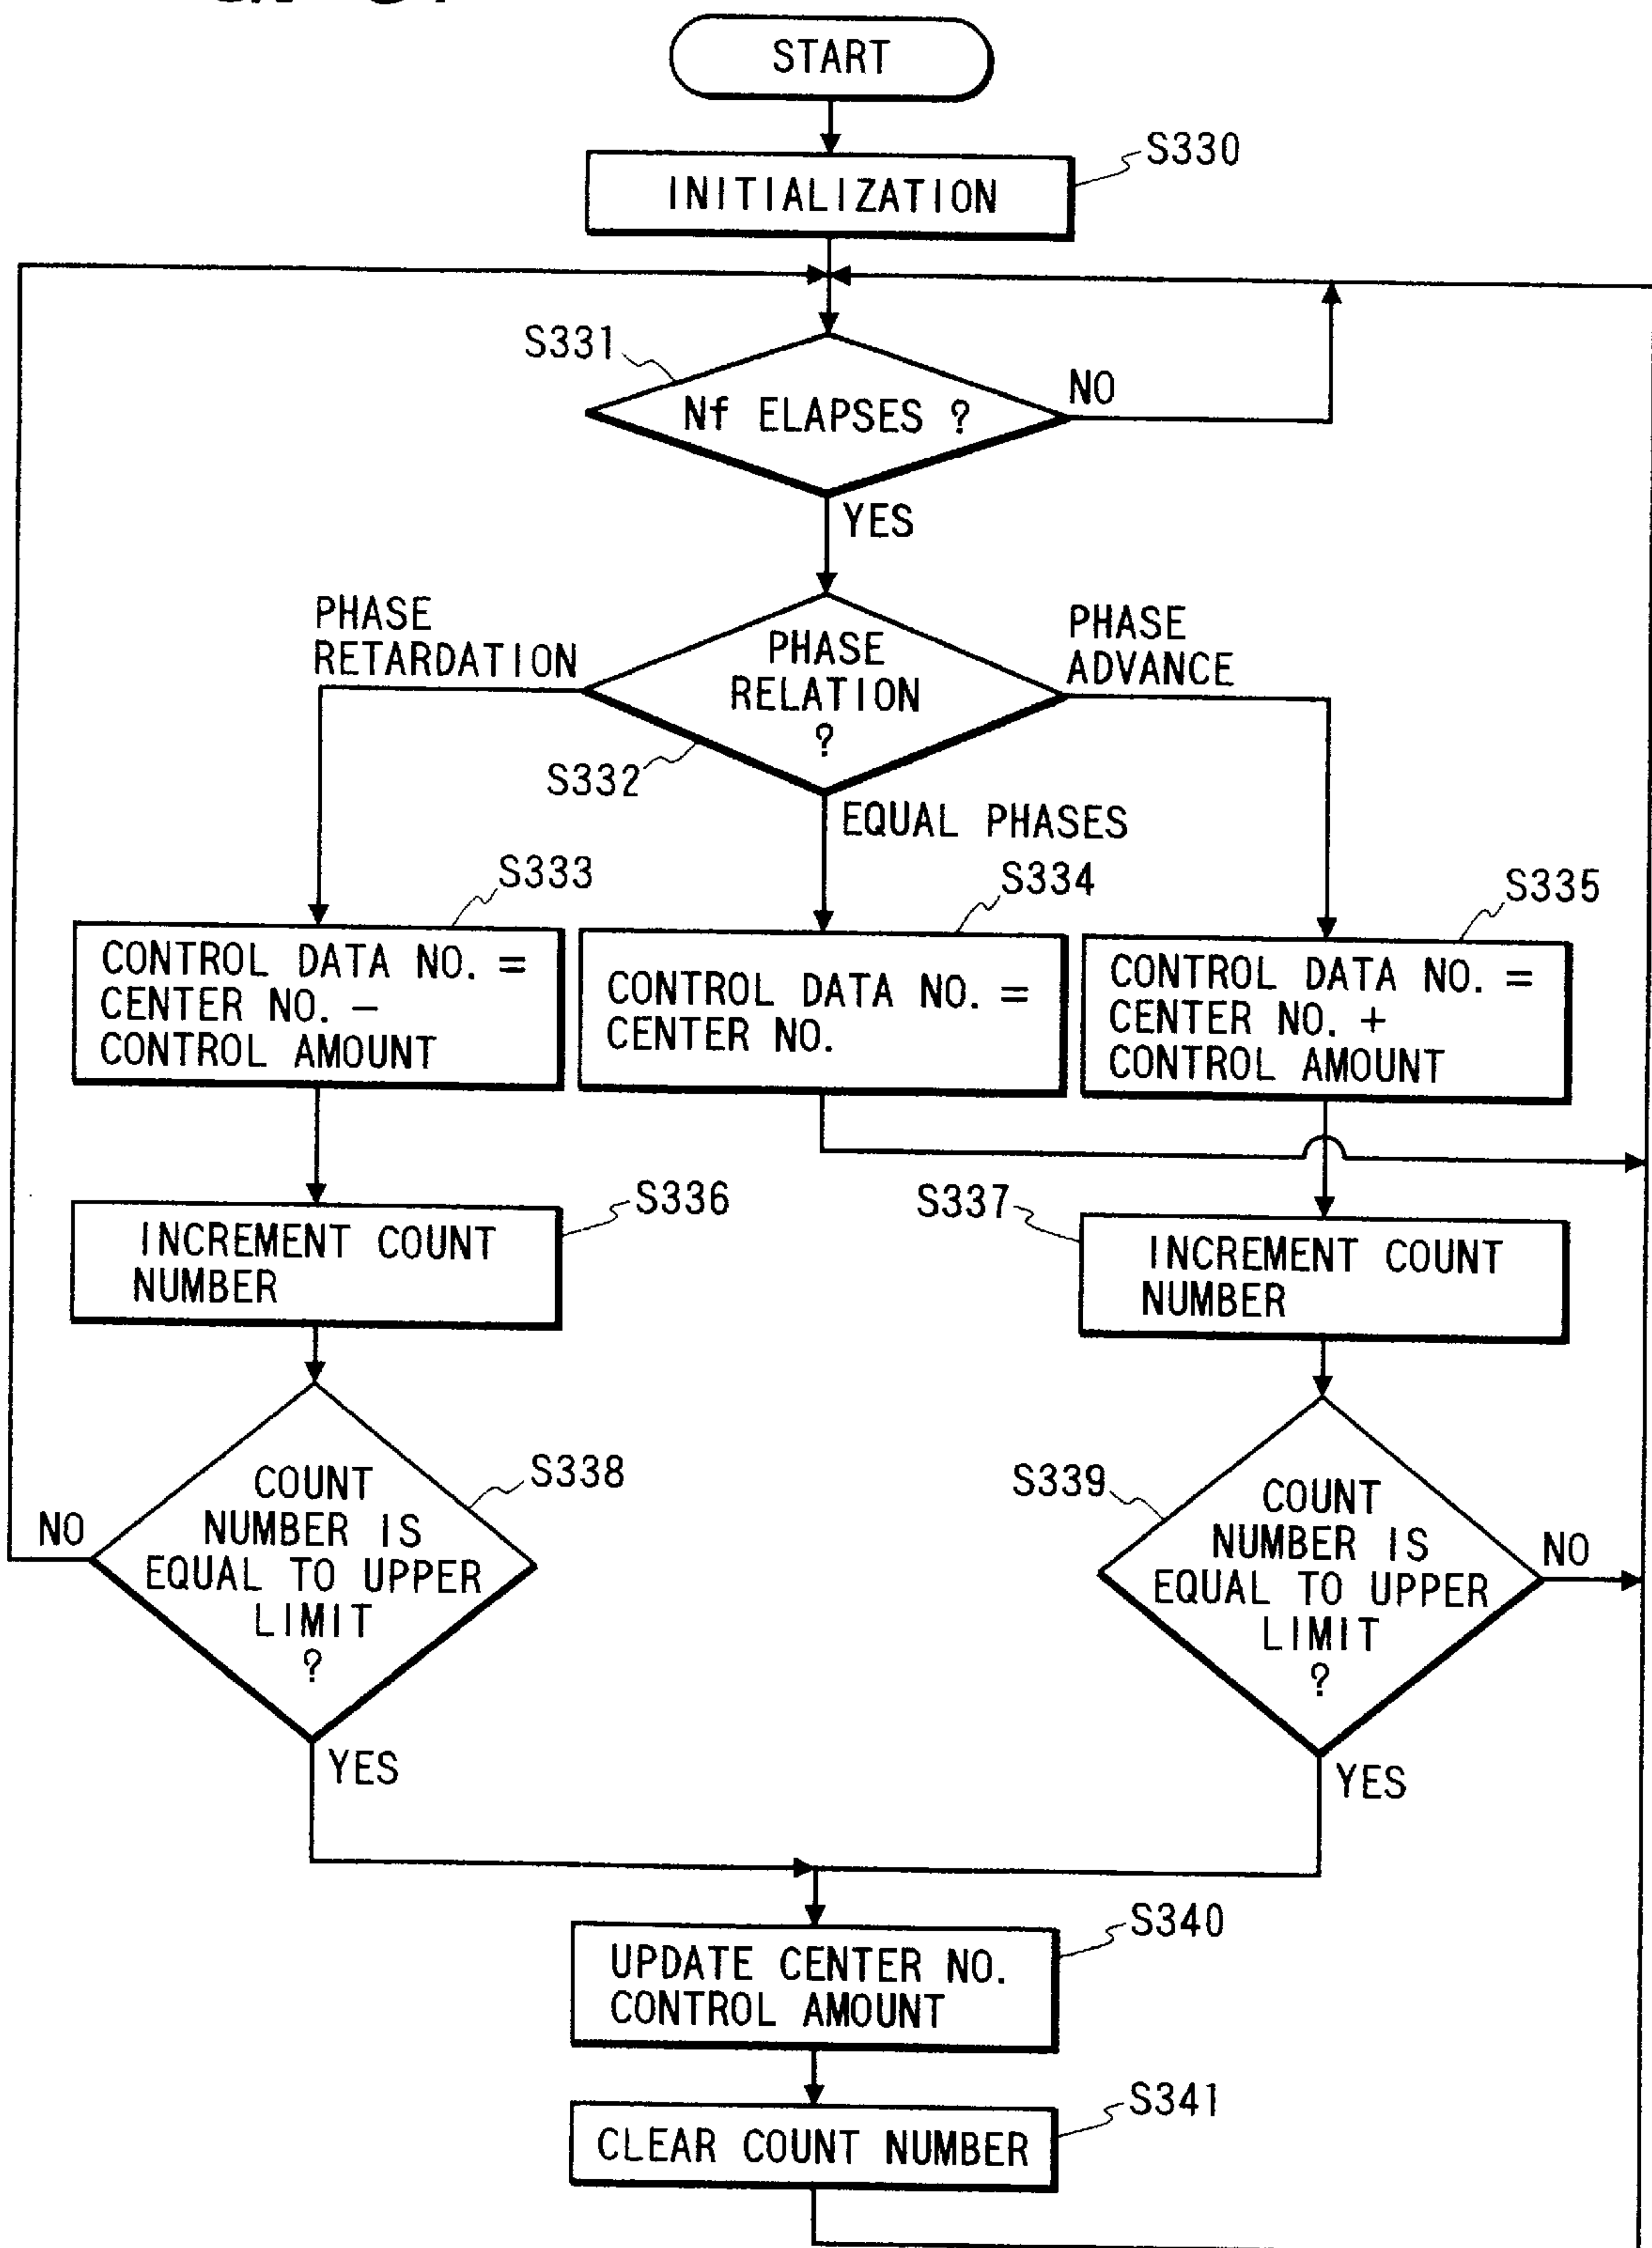 START
S330
INITIALIZATION
S331
Nf ELAPSES ?
NO
YES
PHASE
RETARDATION
PHASE
RELATION
?
PHASE
ADVANCE
S332
EQUAL PHASES
S333
S334
S335
CONTROL DATA NO. =
CENTER NO. –
CONTROL AMOUNT
CONTROL DATA NO. =
CENTER NO.
CONTROL DATA NO. =
CENTER NO. +
CONTROL AMOUNT
S336
S337
INCREMENT COUNT
NUMBER
INCREMENT COUNT
NUMBER
S338
S339
COUNT
NUMBER IS
EQUAL TO UPPER
LIMIT
?
NO
YES
COUNT
NUMBER IS
EQUAL TO UPPER
LIMIT
?
NO
YES
S340
UPDATE CENTER NO.
CONTROL AMOUNT
S341
CLEAR COUNT NUMBER